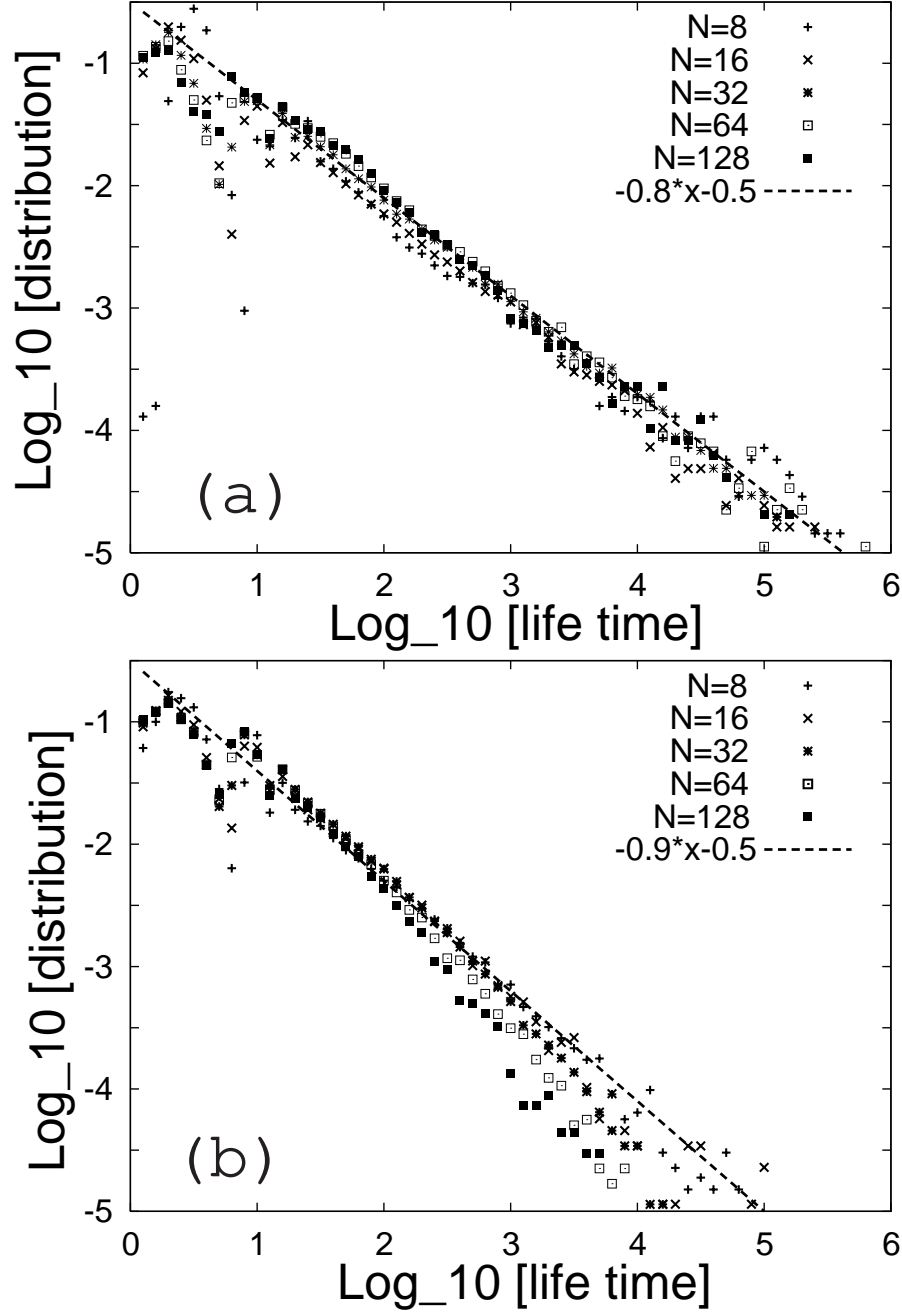 -1
-2
-3
-4
-5
0 1 2 3 4 5 6
Log_10 [distribution]
Log_10 [life time]
(a)
N=8
N=16
N=32
N=64
N=128
-0.8*x-0.5
-1
-2
-3
-4
-5
0 1 2 3 4 5 6
Log_10 [distribution]
Log_10 [life time]
(b)
N=8
N=16
N=32
N=64
N=128
-0.9*x-0.5